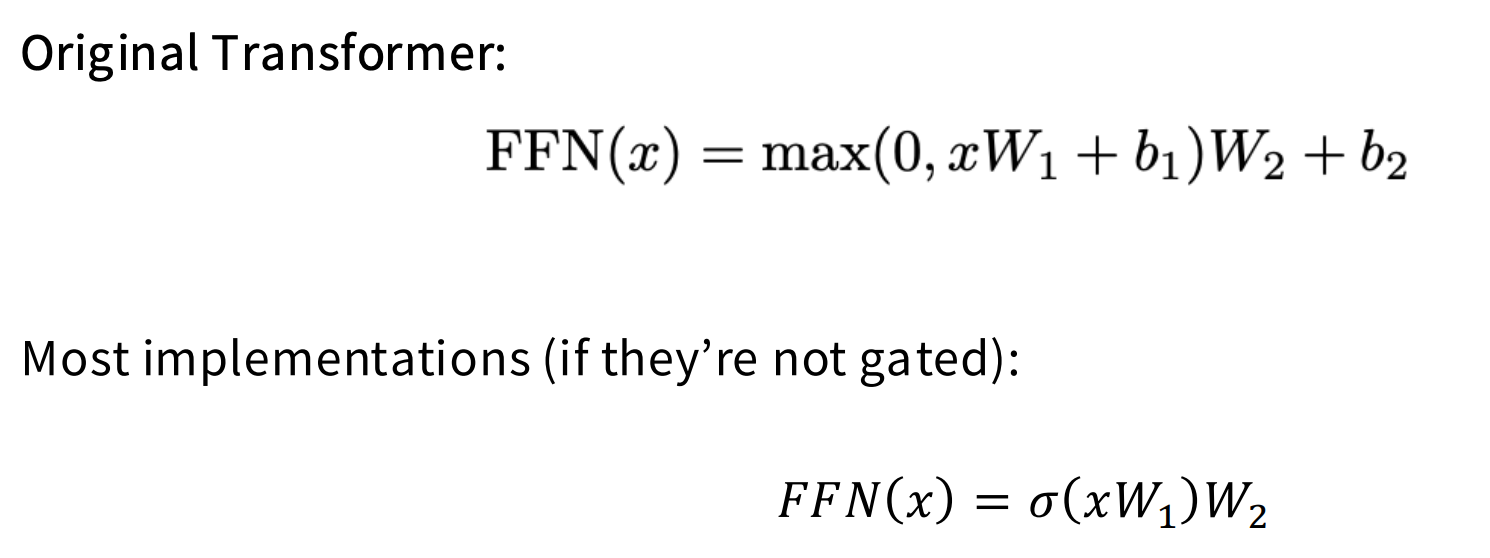 Original Transformer:
FFN(x) = max(0, xW₁ + b₁)W₂ + b₂
Most implementations (if they’re not gated):
FFN(x) = σ(xW₁)W₂